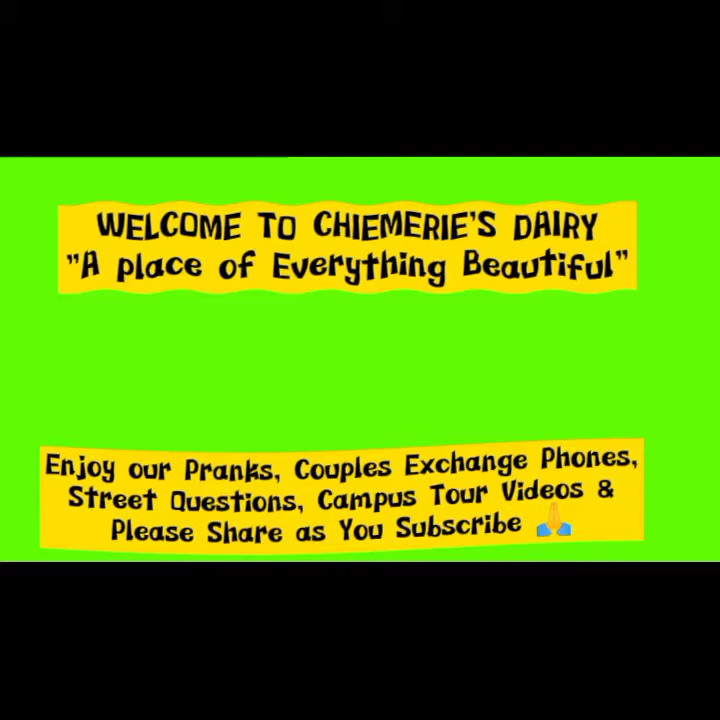 WELCOME TO CHIEMERIE'S DAIRY
"A place of Everything Beautiful"
Enjoy our Pranks, Couples Exchange Phones,
Street Questions, Campus Tour Videos &
Please Share as You Subscribe 🙏